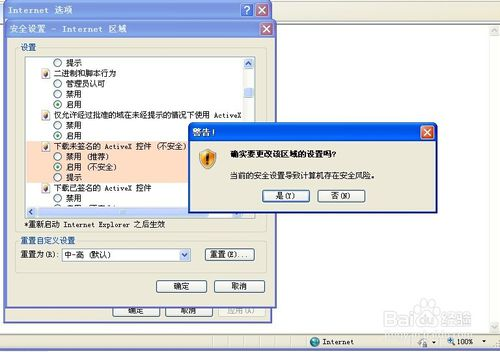 Internet 选项
安全设置 - Internet 区域
设置
提示
二进制和脚本行为
管理员认可
禁用
启用
仅允许经过批准的域在未经提示的情况下使用 ActiveX
禁用
启用
下载未签名的 ActiveX 控件 (不安全)
禁用 (推荐)
启用 (不安全)
提示
下载已签名的 ActiveX 控件
禁用
*重新启动 Internet Explorer 之后生效
重置自定义设置
重置为(R):
中-高 (默认)
重置(E)...
确定
取消
确定
取消
应用(A)
警告!
确实要更改该区域的设置吗?
当前的安全设置导致计算机存在安全风险。
是(Y)
否(N)
Internet
100%
Baidu经验